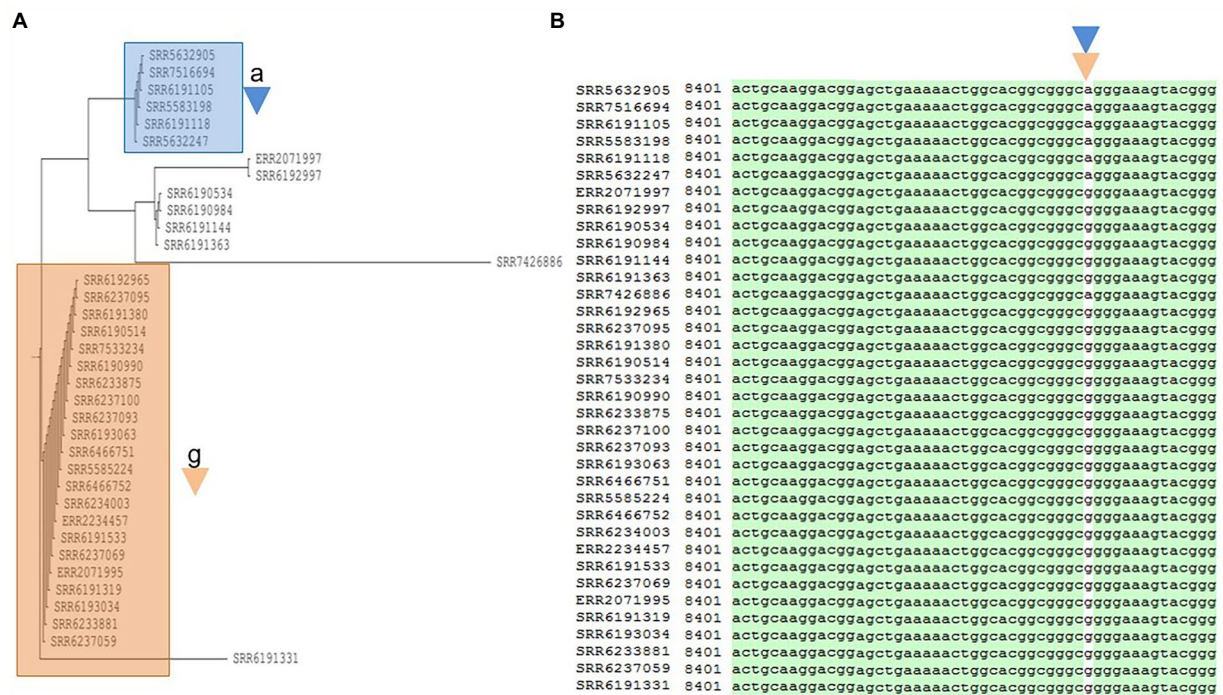 A
SRR5632905
SRR7516694
SRR6191105
SRR5583198
SRR6191118
SRR5632247
a
ERR2071997
SRR6192997
SRR6190534
SRR6190984
SRR6191144
SRR6191363
SRR7426886
SRR6192965
SRR6237095
SRR6191380
SRR6190514
SRR7533234
SRR6190990
SRR6233875
SRR6237100
SRR6237093
SRR6193063
SRR6466751
SRR5585224
SRR6466752
SRR6234003
ERR2234457
SRR6191533
SRR6237069
ERR2071995
SRR6191319
SRR6193034
SRR6233881
SRR6237059
g
SRR6191331
B
SRR5632905 8401 actgcaaggacggagctgaaaaactggcacggcgggcagggaaagtacggg
SRR7516694 8401 actgcaaggacggagctgaaaaactggcacggcgggcagggaaagtacggg
SRR6191105 8401 actgcaaggacggagctgaaaaactggcacggcgggcagggaaagtacggg
SRR5583198 8401 actgcaaggacggagctgaaaaactggcacggcgggcagggaaagtacggg
SRR6191118 8401 actgcaaggacggagctgaaaaactggcacggcgggcagggaaagtacggg
SRR5632247 8401 actgcaaggacggagctgaaaaactggcacggcgggcagggaaagtacggg
ERR2071997 8401 actgcaaggacggagctgaaaaactggcacggcgggcggggaaagtacggg
SRR6192997 8401 actgcaaggacggagctgaaaaactggcacggcgggcggggaaagtacggg
SRR6190534 8401 actgcaaggacggagctgaaaaactggcacggcgggcggggaaagtacggg
SRR6190984 8401 actgcaaggacggagctgaaaaactggcacggcgggcggggaaagtacggg
SRR6191144 8401 actgcaaggacggagctgaaaaactggcacggcgggcggggaaagtacggg
SRR6191363 8401 actgcaaggacggagctgaaaaactggcacggcgggcggggaaagtacggg
SRR7426886 8401 actgcaaggacggagctgaaaaactggcacggcgggcagggaaagtacggg
SRR6192965 8401 actgcaaggacggagctgaaaaactggcacggcgggcggggaaagtacggg
SRR6237095 8401 actgcaaggacggagctgaaaaactggcacggcgggcggggaaagtacggg
SRR6191380 8401 actgcaaggacggagctgaaaaactggcacggcgggcggggaaagtacggg
SRR6190514 8401 actgcaaggacggagctgaaaaactggcacggcgggcggggaaagtacggg
SRR7533234 8401 actgcaaggacggagctgaaaaactggcacggcgggcggggaaagtacggg
SRR6190990 8401 actgcaaggacggagctgaaaaactggcacggcgggcggggaaagtacggg
SRR6233875 8401 actgcaaggacggagctgaaaaactggcacggcgggcggggaaagtacggg
SRR6237100 8401 actgcaaggacggagctgaaaaactggcacggcgggcggggaaagtacggg
SRR6237093 8401 actgcaaggacggagctgaaaaactggcacggcgggcggggaaagtacggg
SRR6193063 8401 actgcaaggacggagctgaaaaactggcacggcgggcggggaaagtacggg
SRR6466751 8401 actgcaaggacggagctgaaaaactggcacggcgggcggggaaagtacggg
SRR5585224 8401 actgcaaggacggagctgaaaaactggcacggcgggcggggaaagtacggg
SRR6466752 8401 actgcaaggacggagctgaaaaactggcacggcgggcggggaaagtacggg
SRR6234003 8401 actgcaaggacggagctgaaaaactggcacggcgggcggggaaagtacggg
ERR2234457 8401 actgcaaggacggagctgaaaaactggcacggcgggcggggaaagtacggg
SRR6191533 8401 actgcaaggacggagctgaaaaactggcacggcgggcggggaaagtacggg
SRR6237069 8401 actgcaaggacggagctgaaaaactggcacggcgggcggggaaagtacggg
ERR2071995 8401 actgcaaggacggagctgaaaaactggcacggcgggcggggaaagtacggg
SRR6191319 8401 actgcaaggacggagctgaaaaactggcacggcgggcggggaaagtacggg
SRR6193034 8401 actgcaaggacggagctgaaaaactggcacggcgggcggggaaagtacggg
SRR6233881 8401 actgcaaggacggagctgaaaaactggcacggcgggcggggaaagtacggg
SRR6237059 8401 actgcaaggacggagctgaaaaactggcacggcgggcggggaaagtacggg
SRR6191331 8401 actgcaaggacggagctgaaaaactggcacggcgggcggggaaagtacggg